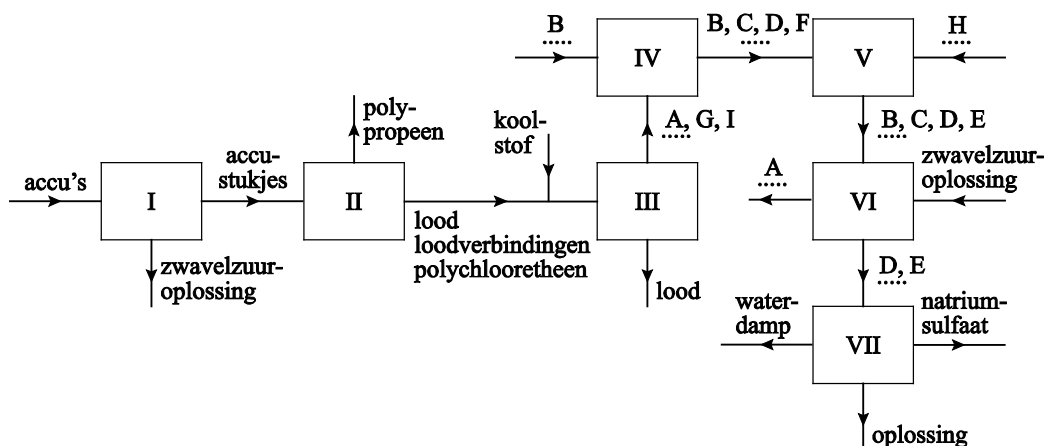 B
B, C, D, F
H
IV
V
poly-
propeen
kool-
stof
A, G, I
B, C, D, E
accu's
accu-
stukjes
zwavelzuur-
oplossing
A
I
II
III
VI
lood
loodverbindingen
polychlooretheen
zwavelzuur-
oplossing
lood
D, E
water-
damp
natrium-
sulfaat
VII
oplossing